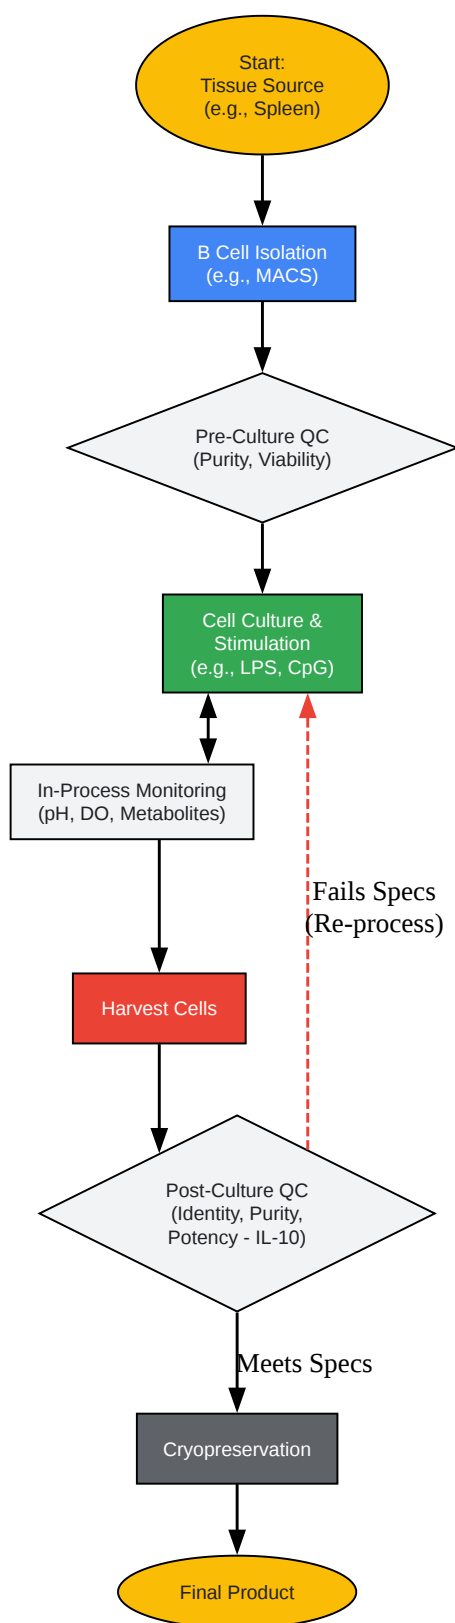 Start:
Tissue Source
(e.g., Spleen)
B Cell Isolation
(e.g., MACS)
Pre-Culture QC
(Purity, Viability)
Cell Culture &
Stimulation
(e.g., LPS, CpG)
In-Process Monitoring
(pH, DO, Metabolites)
Fails Specs
(Re-process)
Harvest Cells
Post-Culture QC
(Identity, Purity,
Potency - IL-10)
Meets Specs
Cryopreservation
Final Product